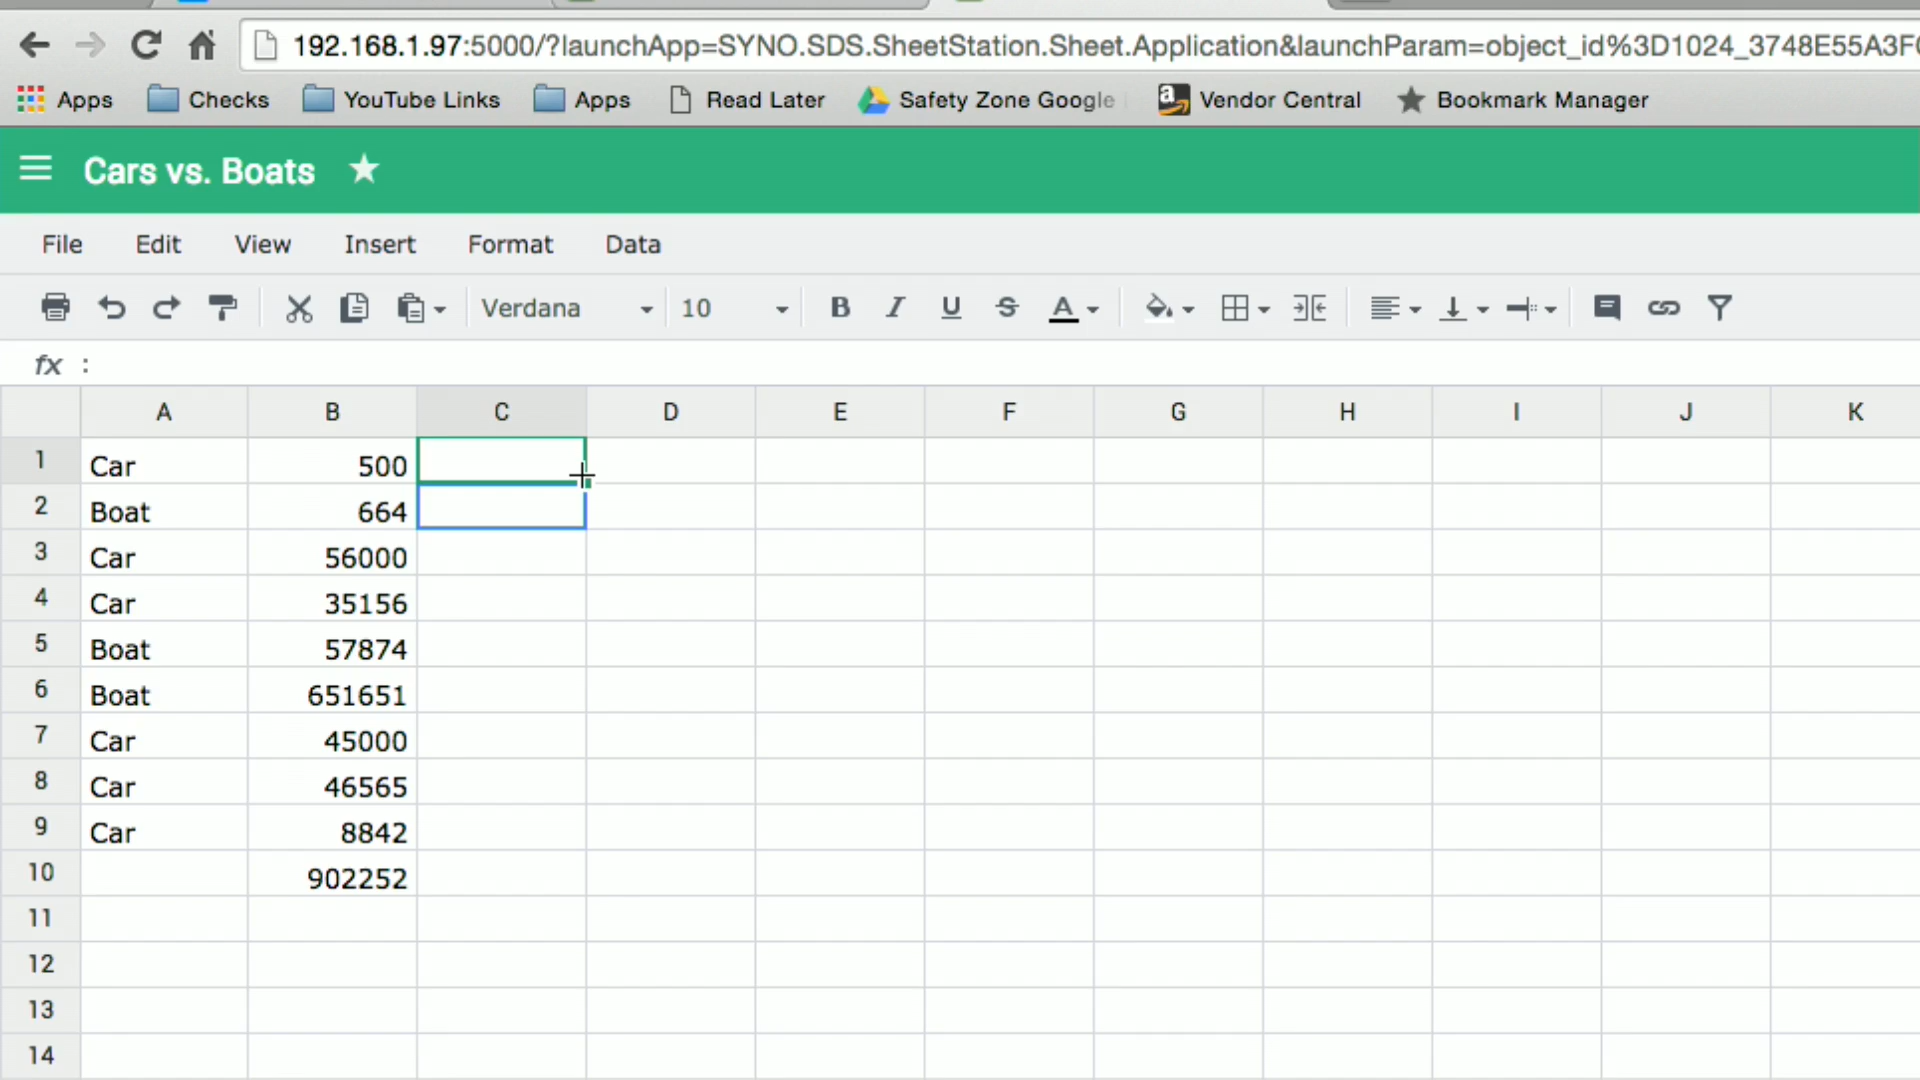 192.168.1.97:5000/?launchApp=SYNO.SDS.SheetStation.Sheet.Application&launchParam=object_id%3D1024_3748E55A3F
Apps Checks YouTube Links Apps Read Later Safety Zone Google Vendor Central Bookmark Manager
Cars vs. Boats
File Edit View Insert Format Data
Verdana 10 B I U S A
fx :
A B C D E F G H I J K
1 Car 500
2 Boat 664
3 Car 56000
4 Car 35156
5 Boat 57874
6 Boat 651651
7 Car 45000
8 Car 46565
9 Car 8842
10 902252
11
12
13
14